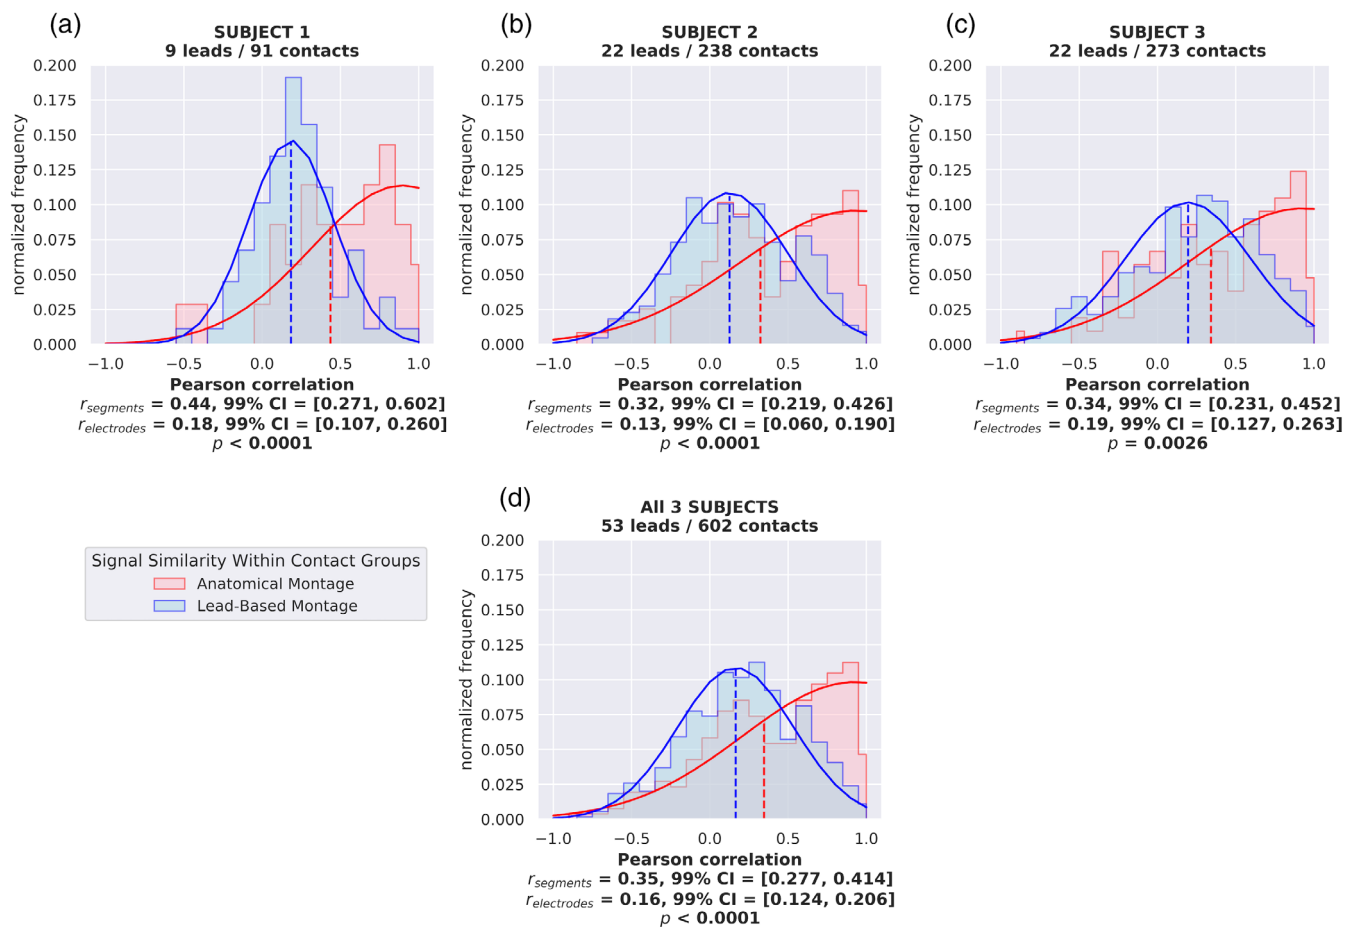 (a)
SUBJECT 1
9 leads / 91 contacts
normalized frequency
0.200
0.175
0.150
0.125
0.100
0.075
0.050
0.025
0.000
−1.0 −0.5 0.0 0.5 1.0
Pearson correlation
rsegments = 0.44, 99% CI = [0.271, 0.602]
relectrodes = 0.18, 99% CI = [0.107, 0.260]
p < 0.0001
(b)
SUBJECT 2
22 leads / 238 contacts
normalized frequency
0.200
0.175
0.150
0.125
0.100
0.075
0.050
0.025
0.000
−1.0 −0.5 0.0 0.5 1.0
Pearson correlation
rsegments = 0.32, 99% CI = [0.219, 0.426]
relectrodes = 0.13, 99% CI = [0.060, 0.190]
p < 0.0001
(c)
SUBJECT 3
22 leads / 273 contacts
normalized frequency
0.200
0.175
0.150
0.125
0.100
0.075
0.050
0.025
0.000
−1.0 −0.5 0.0 0.5 1.0
Pearson correlation
rsegments = 0.34, 99% CI = [0.231, 0.452]
relectrodes = 0.19, 99% CI = [0.127, 0.263]
p = 0.0026
Signal Similarity Within Contact Groups
Anatomical Montage
Lead-Based Montage
(d)
All 3 SUBJECTS
53 leads / 602 contacts
normalized frequency
0.200
0.175
0.150
0.125
0.100
0.075
0.050
0.025
0.000
−1.0 −0.5 0.0 0.5 1.0
Pearson correlation
rsegments = 0.35, 99% CI = [0.277, 0.414]
relectrodes = 0.16, 99% CI = [0.124, 0.206]
p < 0.0001